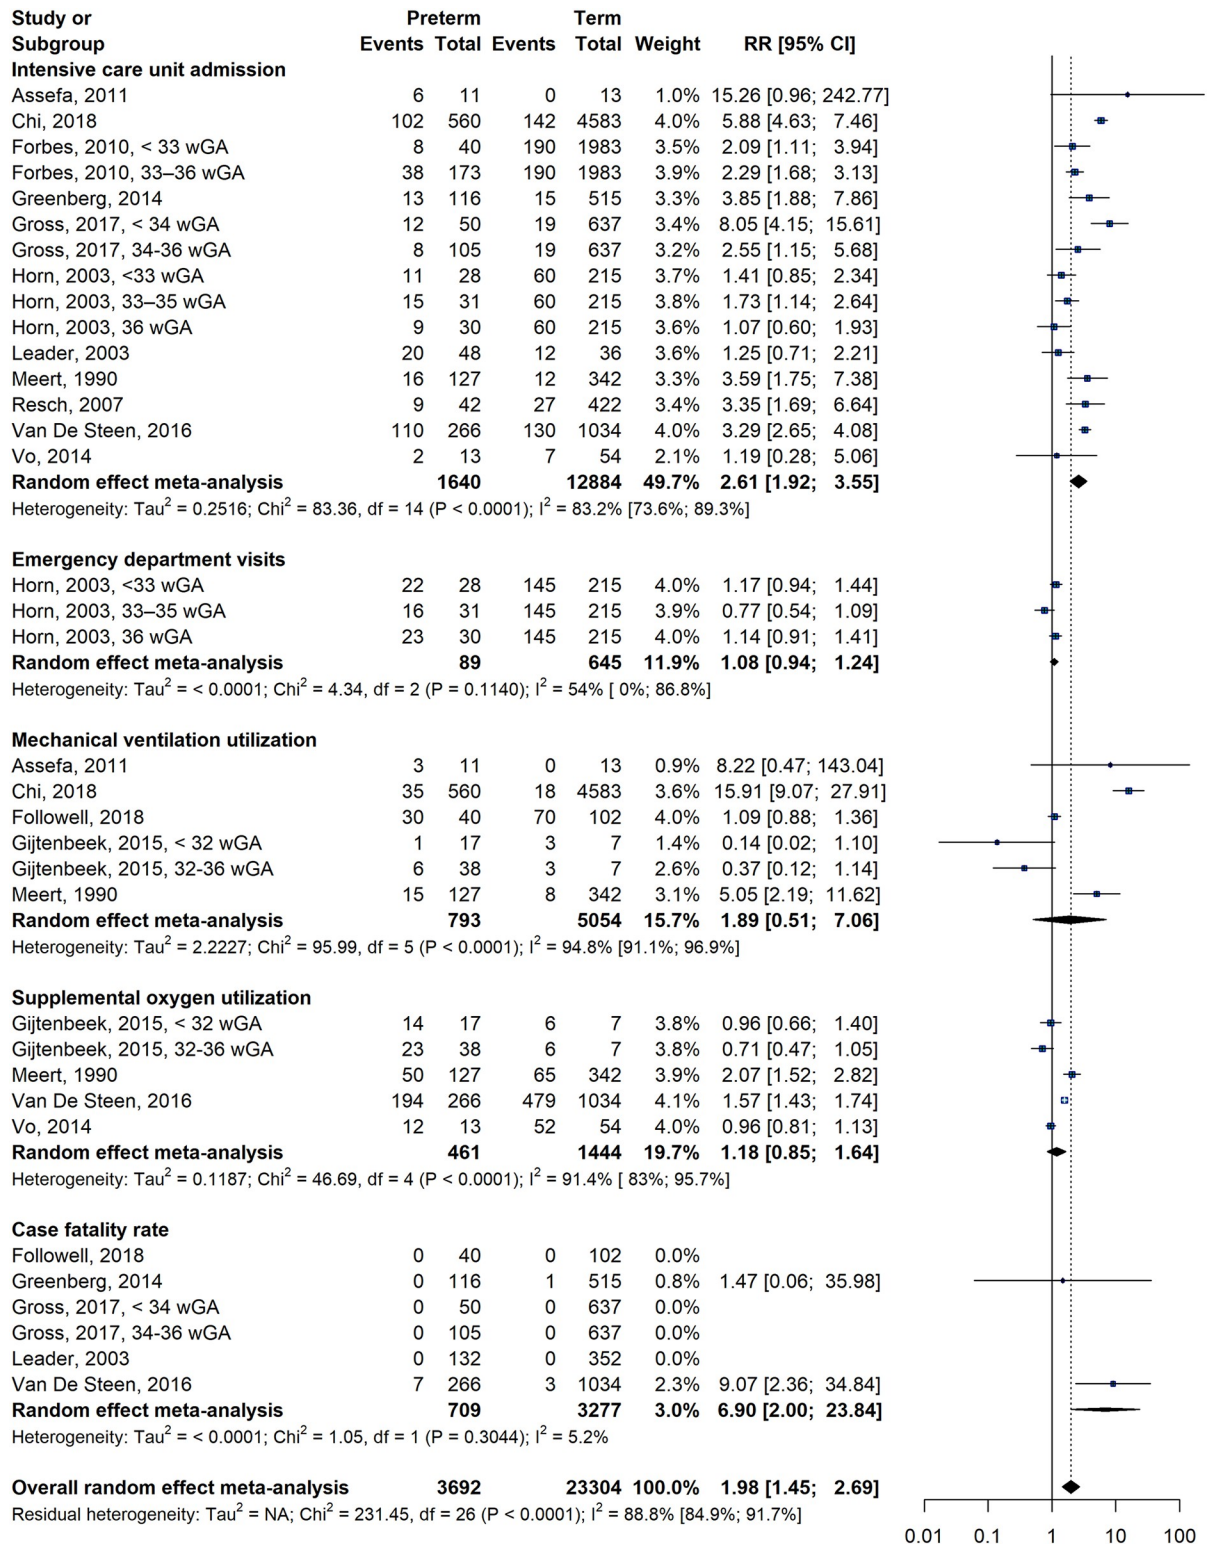 Study or Preterm Term
Subgroup Events Total Events Total Weight RR [95% CI]
Intensive care unit admission
Assefa, 2011 6 11 0 13 1.0% 15.26 [0.96; 242.77]
Chi, 2018 102 560 142 4583 4.0% 5.88 [4.63; 7.46]
Forbes, 2010, < 33 wGA 8 40 190 1983 3.5% 2.09 [1.11; 3.94]
Forbes, 2010, 33–36 wGA 38 173 190 1983 3.9% 2.29 [1.68; 3.13]
Greenberg, 2014 13 116 15 515 3.3% 3.85 [1.88; 7.86]
Gross, 2017, < 34 wGA 12 50 19 637 3.4% 8.05 [4.15; 15.61]
Gross, 2017, 34-36 wGA 8 105 19 637 3.2% 2.55 [1.15; 5.68]
Horn, 2003, <33 wGA 11 28 60 215 3.7% 1.41 [0.85; 2.34]
Horn, 2003, 33–35 wGA 15 31 60 215 3.8% 1.73 [1.14; 2.64]
Horn, 2003, 36 wGA 9 30 60 215 3.6% 1.07 [0.60; 1.93]
Leader, 2003 20 48 12 36 3.6% 1.25 [0.71; 2.21]
Meert, 1990 16 127 12 342 3.3% 3.59 [1.75; 7.38]
Resch, 2007 9 42 27 422 3.4% 3.35 [1.69; 6.64]
Van De Steen, 2016 110 266 130 1034 4.0% 3.29 [2.65; 4.08]
Vo, 2014 2 13 7 54 2.1% 1.19 [0.28; 5.06]
Random effect meta-analysis 1640 12884 49.7% 2.61 [1.92; 3.55]
Heterogeneity: Tau² = 0.2516; Chi² = 83.36, df = 14 (P < 0.0001); I² = 83.2% [73.6%; 89.3%]
Emergency department visits
Horn, 2003, <33 wGA 22 28 145 215 4.0% 1.17 [0.94; 1.44]
Horn, 2003, 33–35 wGA 16 31 145 215 3.9% 0.77 [0.54; 1.09]
Horn, 2003, 36 wGA 23 30 145 215 4.0% 1.14 [0.91; 1.41]
Random effect meta-analysis 89 645 11.9% 1.08 [0.94; 1.24]
Heterogeneity: Tau² = < 0.0001; Chi² = 4.34, df = 2 (P = 0.1140); I² = 54% [ 0%; 86.8%]
Mechanical ventilation utilization
Assefa, 2011 3 11 0 13 0.9% 8.22 [0.47; 143.04]
Chi, 2018 35 560 18 4583 3.6% 15.91 [9.07; 27.91]
Followell, 2018 30 40 70 102 4.0% 1.09 [0.88; 1.36]
Gijtenbeek, 2015, < 32 wGA 1 17 3 7 1.4% 0.14 [0.02; 1.10]
Gijtenbeek, 2015, 32-36 wGA 6 38 3 7 2.6% 0.37 [0.12; 1.14]
Meert, 1990 15 127 8 342 3.1% 5.05 [2.19; 11.62]
Random effect meta-analysis 793 5054 15.7% 1.89 [0.51; 7.06]
Heterogeneity: Tau² = 2.2227; Chi² = 95.99, df = 5 (P < 0.0001); I² = 94.8% [91.1%; 96.9%]
Supplemental oxygen utilization
Gijtenbeek, 2015, < 32 wGA 14 17 6 7 3.8% 0.96 [0.66; 1.40]
Gijtenbeek, 2015, 32-36 wGA 23 38 6 7 3.8% 0.71 [0.47; 1.05]
Meert, 1990 50 127 65 342 3.9% 2.07 [1.52; 2.82]
Van De Steen, 2016 194 266 479 1034 4.1% 1.57 [1.43; 1.74]
Vo, 2014 12 13 52 54 4.0% 0.96 [0.81; 1.13]
Random effect meta-analysis 461 1444 19.7% 1.18 [0.85; 1.64]
Heterogeneity: Tau² = 0.1187; Chi² = 46.69, df = 4 (P < 0.0001); I² = 91.4% [ 83%; 95.7%]
Case fatality rate
Followell, 2018 0 40 0 102 0.0%
Greenberg, 2014 0 116 1 515 0.8% 1.47 [0.06; 35.98]
Gross, 2017, < 34 wGA 0 50 0 637 0.0%
Gross, 2017, 34-36 wGA 0 105 0 637 0.0%
Leader, 2003 0 132 0 352 0.0%
Van De Steen, 2016 7 266 3 1034 2.3% 9.07 [2.36; 34.84]
Random effect meta-analysis 709 3277 3.0% 6.90 [2.00; 23.84]
Heterogeneity: Tau² = < 0.0001; Chi² = 1.05, df = 1 (P = 0.3044); I² = 5.2%
Overall random effect meta-analysis 3692 23304 100.0% 1.98 [1.45; 2.69]
Residual heterogeneity: Tau² = NA; Chi² = 231.45, df = 26 (P < 0.0001); I² = 88.8% [84.9%; 91.7%]
0.01 0.1 1 10 100